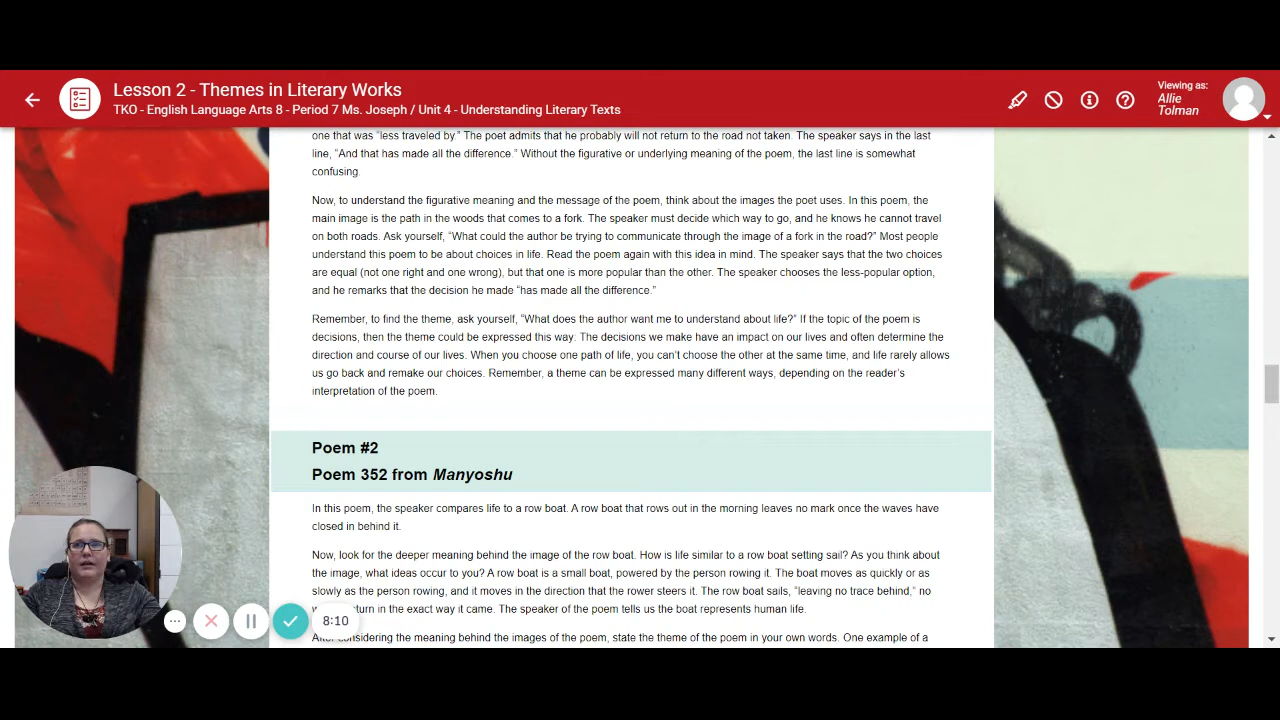 Lesson 2 - Themes in Literary Works
TKO - English Language Arts 8 - Period 7 Ms. Joseph / Unit 4 - Understanding Literary Texts
Viewing as:
Allie
Tolman
one that was “less traveled by.” The poet admits that he probably will not return to the road not taken. The speaker says in the last
line, “And that has made all the difference.” Without the figurative or underlying meaning of the poem, the last line is somewhat
confusing.
Now, to understand the figurative meaning and the message of the poem, think about the images the poet uses. In this poem, the
main image is the path in the woods that comes to a fork. The speaker must decide which way to go, and he knows he cannot travel
on both roads. Ask yourself, “What could the author be trying to communicate through the image of a fork in the road?” Most people
understand this poem to be about choices in life. Read the poem again with this idea in mind. The speaker says that the two choices
are equal (not one right and one wrong), but that one is more popular than the other. The speaker chooses the less-popular option,
and he remarks that the decision he made “has made all the difference.”
Remember, to find the theme, ask yourself, “What does the author want me to understand about life?” If the topic of the poem is
decisions, then the theme could be expressed this way: The decisions we make have an impact on our lives and often determine the
direction and course of our lives. When you choose one path of life, you can’t choose the other at the same time, and life rarely allows
us go back and remake our choices. Remember, a theme can be expressed many different ways, depending on the reader’s
interpretation of the poem.
Poem #2
Poem 352 from Manyoshu
In this poem, the speaker compares life to a row boat. A row boat that rows out in the morning leaves no mark once the waves have
closed in behind it.
Now, look for the deeper meaning behind the image of the row boat. How is life similar to a row boat setting sail? As you think about
the image, what ideas occur to you? A row boat is a small boat, powered by the person rowing it. The boat moves as quickly or as
slowly as the person rowing, and it moves in the direction that the rower steers it. The row boat sails, “leaving no trace behind,” no
in the exact way it came. The speaker of the poem tells us the boat represents human life.
considering the meaning behind the images of the poem, state the theme of the poem in your own words. One example of a
8:10